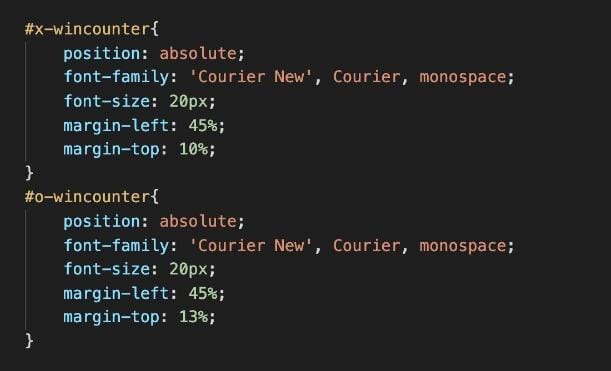 #x-wincounter{
    position: absolute;
    font-family: 'Courier New', Courier, monospace;
    font-size: 20px;
    margin-left: 45%;
    margin-top: 10%;
}
#o-wincounter{
    position: absolute;
    font-family: 'Courier New', Courier, monospace;
    font-size: 20px;
    margin-left: 45%;
    margin-top: 13%;
}